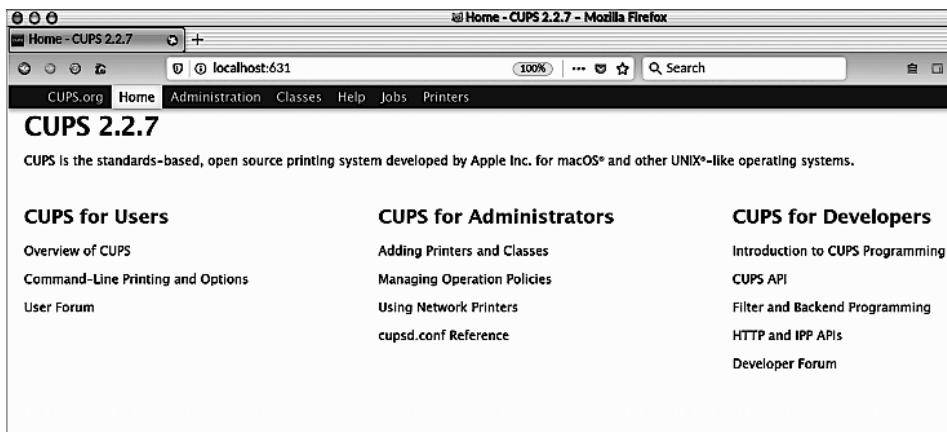 Home - CUPS 2.2.7 - Mozilla Firefox
Home - CUPS 2.2.7
localhost:631 100% Search
CUPS.org Home Administration Classes Help Jobs Printers
CUPS 2.2.7
CUPS is the standards-based, open source printing system developed by Apple Inc. for macOS® and other UNIX®-like operating systems.
CUPS for Users
Overview of CUPS
Command-Line Printing and Options
User Forum
CUPS for Administrators
Adding Printers and Classes
Managing Operation Policies
Using Network Printers
cupsd.conf Reference
CUPS for Developers
Introduction to CUPS Programming
CUPS API
Filter and Backend Programming
HTTP and IPP APIs
Developer Forum